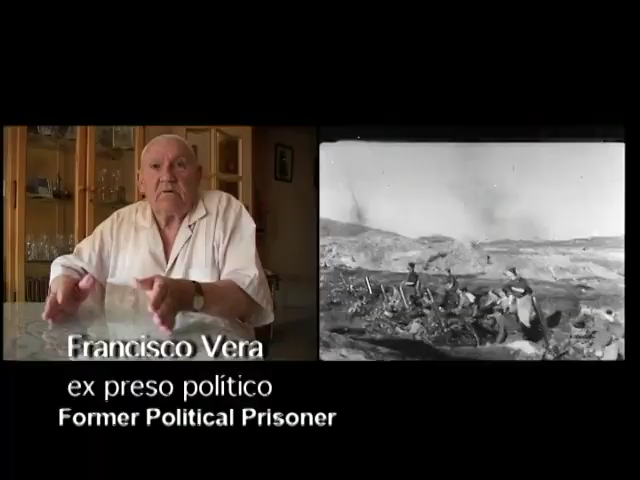 Francisco Vera
ex preso político
Former Political Prisoner